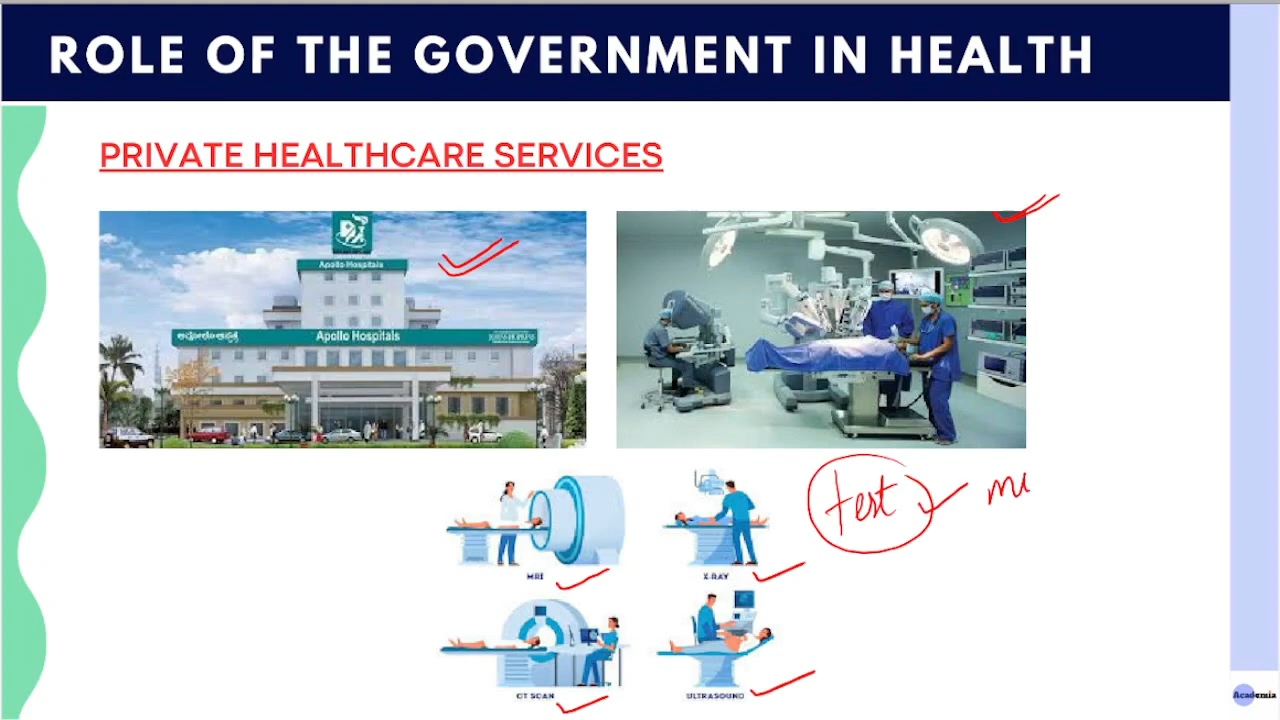 ROLE OF THE GOVERNMENT IN HEALTH
PRIVATE HEALTHCARE SERVICES
Apollo Hospitals
Apollo Hospitals
test
MRI
X-RAY
CT SCAN
ULTRASOUND
Academia